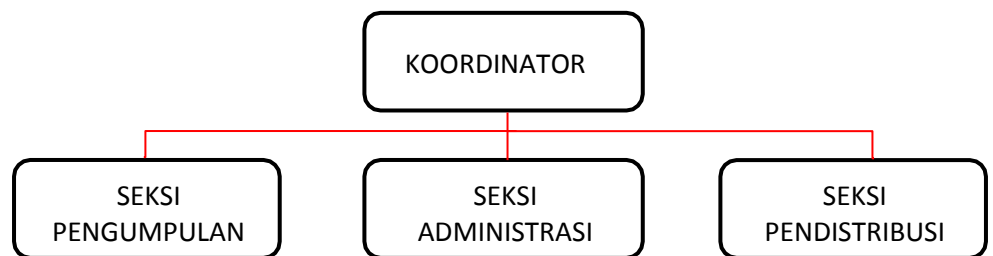 KOORDINATOR
SEKSI
PENGUMPULAN
SEKSI
ADMINISTRASI
SEKSI
PENDISTRIBUSI